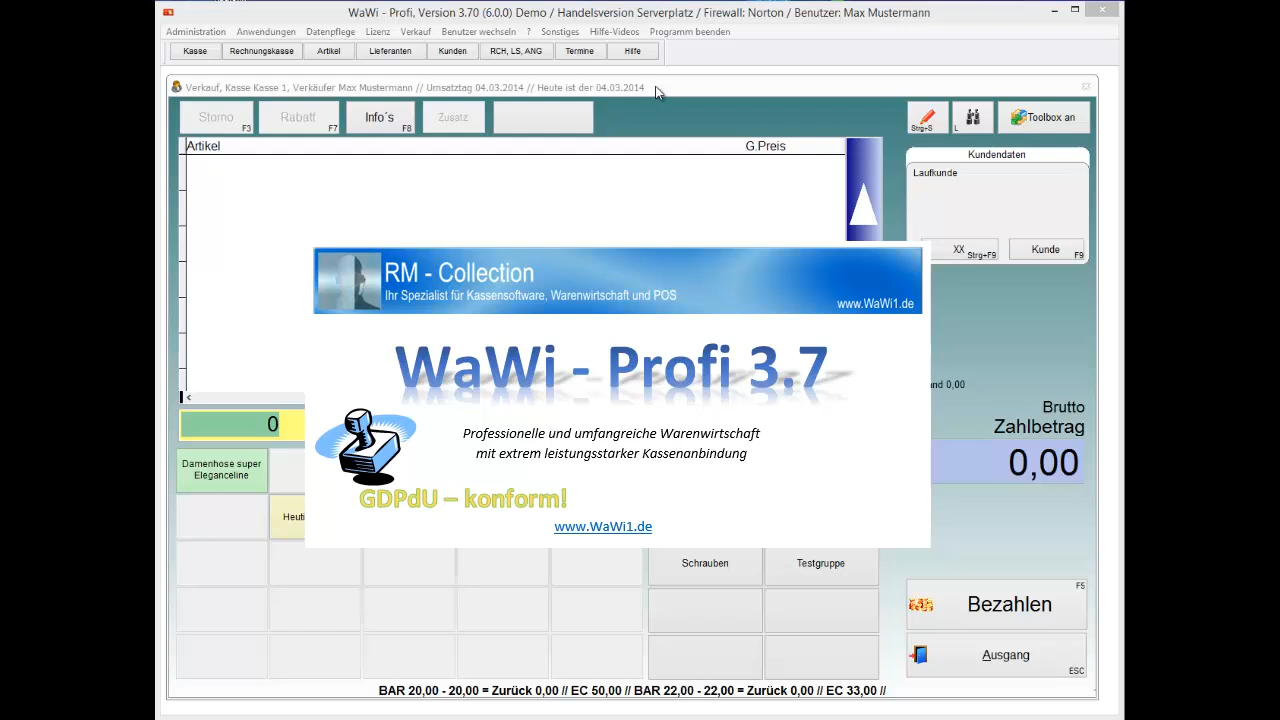 WaWi - Profi, Version 3.70 (6.0.0) Demo / Handelsversion Serverplatz / Firewall: Norton / Benutzer: Max Mustermann
Administration Anwendungen Datenpflege Lizenz Verkauf Benutzer wechseln ? Sonstiges Hilfe-Videos Programm beenden
Kasse Rechnungskasse Artikel Lieferanten Kunden RCH, LS, ANG Termine Hilfe
Verkauf, Kasse Kasse 1, Verkäufer Max Mustermann // Umsatztag 04.03.2014 // Heute ist der 04.03.2014
Storno F3 Rabatt F7 Info´s F8 Zusatz Strg+S L Toolbox an
Artikel G.Preis
Kundendaten
Laufkunde
XX Strg+F9 Kunde F9
RM - Collection
Ihr Spezialist für Kassensoftware, Warenwirtschaft und POS
www.WaWi1.de
WaWi - Profi 3.7
Professionelle und umfangreiche Warenwirtschaft
mit extrem leistungsstarker Kassenanbindung
GDPdU – konform!
www.WaWi1.de
0,00
Brutto
Zahlbetrag
0,00
0
Damenhose super
Eleganceline
Schrauben Testgruppe
F5
Bezahlen
Ausgang
ESC
BAR 20,00 - 20,00 = Zurück 0,00 // EC 50,00 // BAR 22,00 - 22,00 = Zurück 0,00 // EC 33,00 //